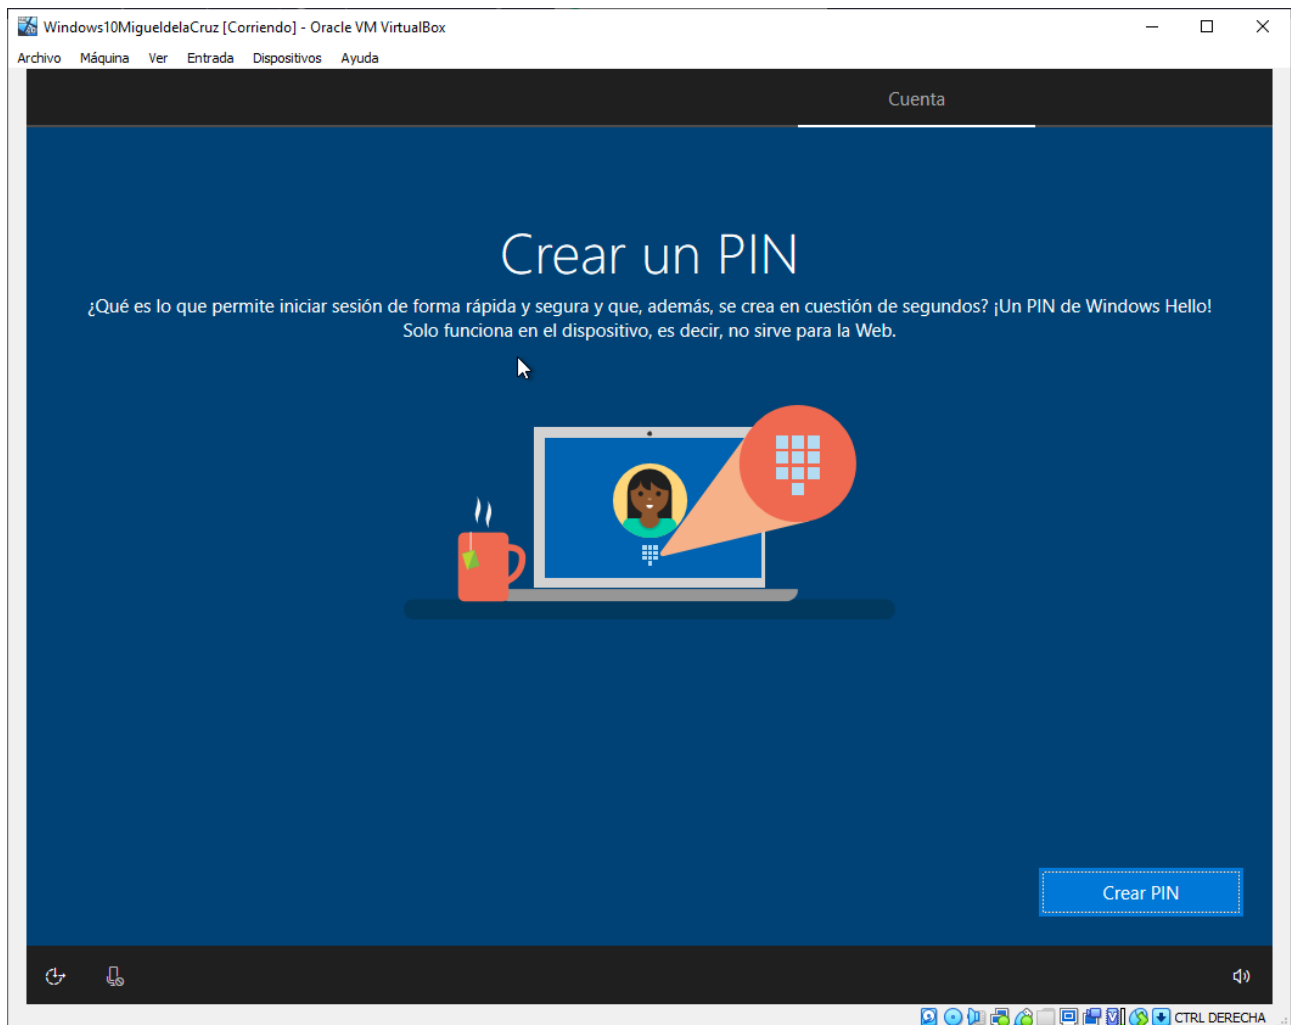 Windows10MigueldelaCruz [Corriendo] - Oracle VM VirtualBox
Archivo Máquina Ver Entrada Dispositivos Ayuda
Cuenta
Crear un PIN
¿Qué es lo que permite iniciar sesión de forma rápida y segura y que, además, se crea en cuestión de segundos? ¡Un PIN de Windows Hello!
Solo funciona en el dispositivo, es decir, no sirve para la Web.
Crear PIN
CTRL DERECHA